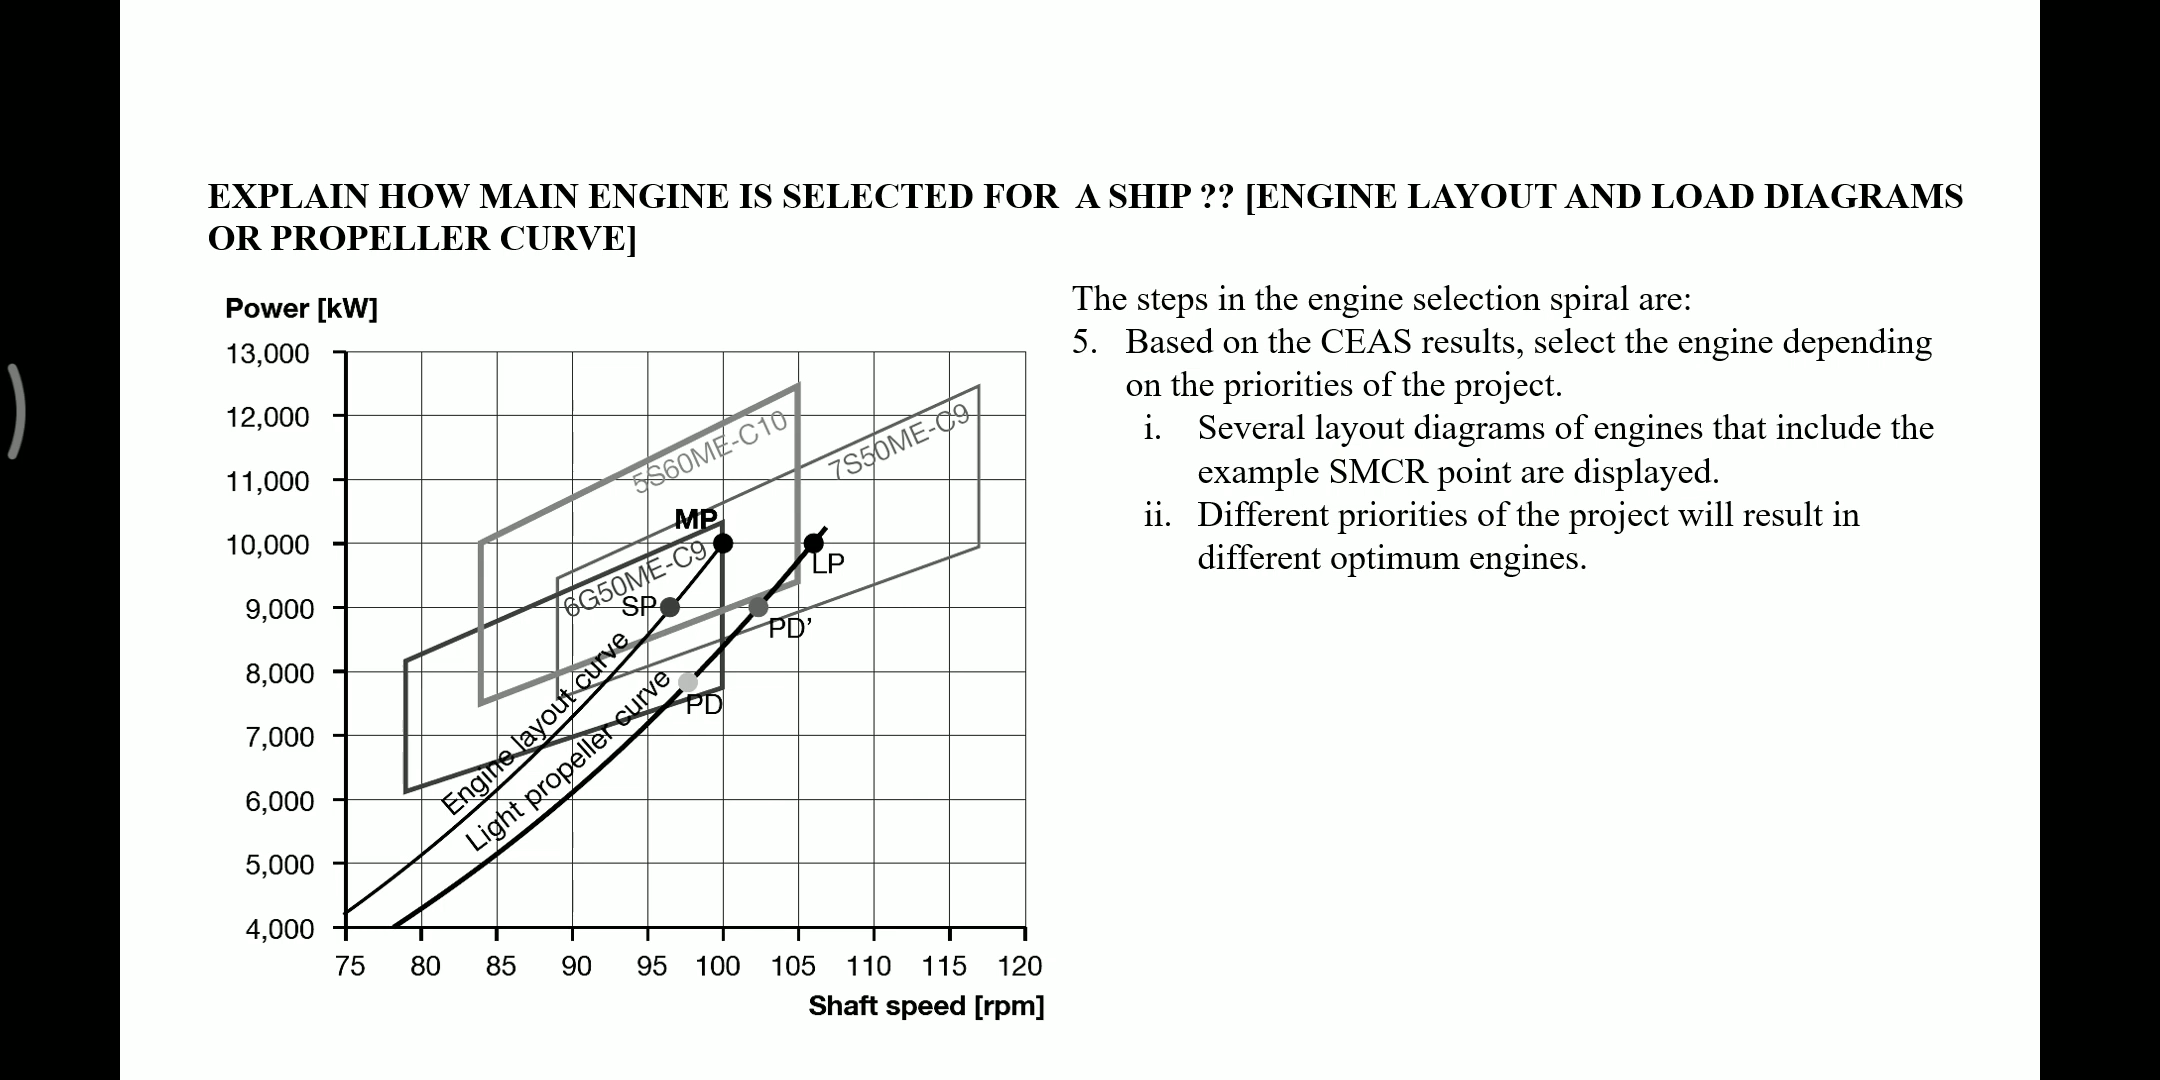 EXPLAIN HOW MAIN ENGINE IS SELECTED FOR A SHIP ?? [ENGINE LAYOUT AND LOAD DIAGRAMS
OR PROPELLER CURVE]
Power [kW]
13,000
12,000
11,000
10,000
9,000
8,000
7,000
6,000
5,000
4,000
5S60ME-C10
7S50ME-C9
MP
6G50ME-C9
LP
SP
PD’
PD
Engine layout curve
Light propeller curve
75 80 85 90 95 100 105 110 115 120
Shaft speed [rpm]
The steps in the engine selection spiral are:
5. Based on the CEAS results, select the engine depending
on the priorities of the project.
i. Several layout diagrams of engines that include the
example SMCR point are displayed.
ii. Different priorities of the project will result in
different optimum engines.